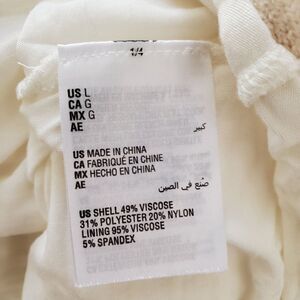 1/4
US L
CA G
MX G
AE كبير
US MADE IN CHINA
CA FABRIQUÉ EN CHINE
MX HECHO EN CHINA
AE صنع في الصين
US SHELL 49% VISCOSE
31% POLYESTER 20% NYLON
LINING 95% VISCOSE
5% SPANDEX